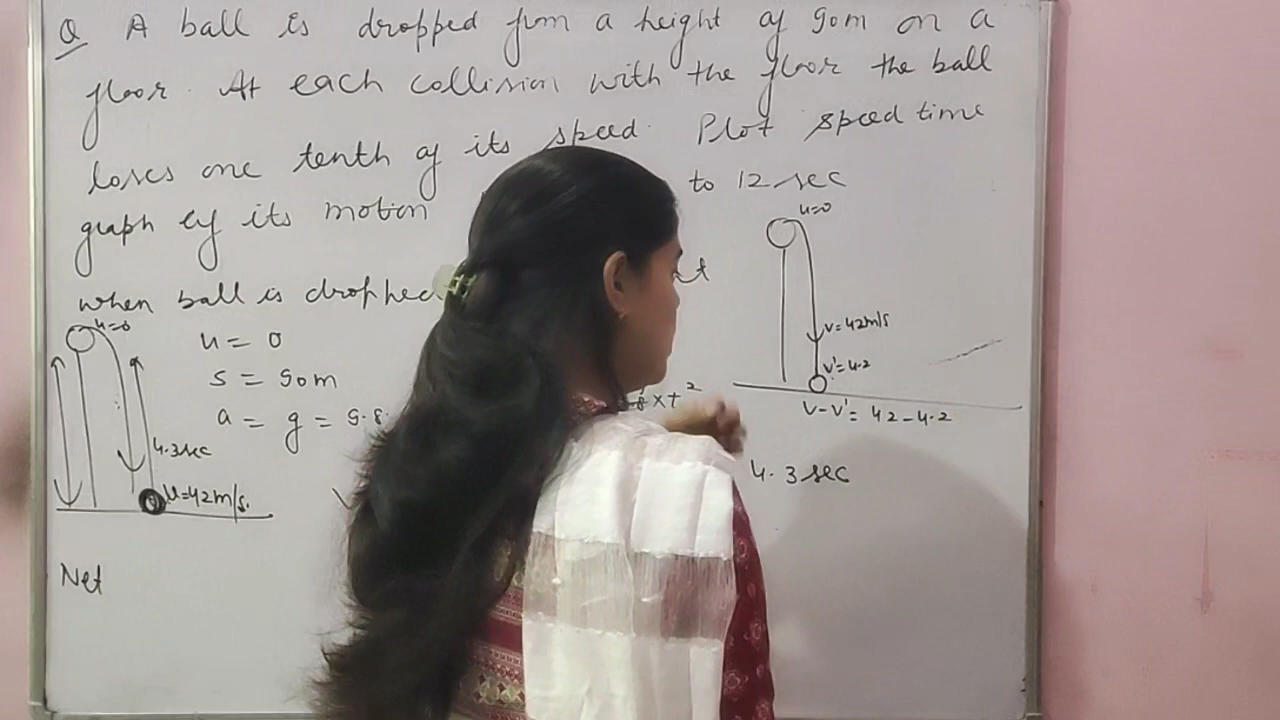 Q A ball is dropped from a height of 90m on a
floor. At each collision with the floor the ball
loses one tenth of its speed. Plot speed time
graph of its motion to 12 sec
when ball is dropped
u=0
u = 0
s = 90m
a = g = 9.8
4.3sec
u=42m/s.
Net
×t²
4.3 sec
u=0
v=42m/s
v'=4.2
v-v'= 42-4.2